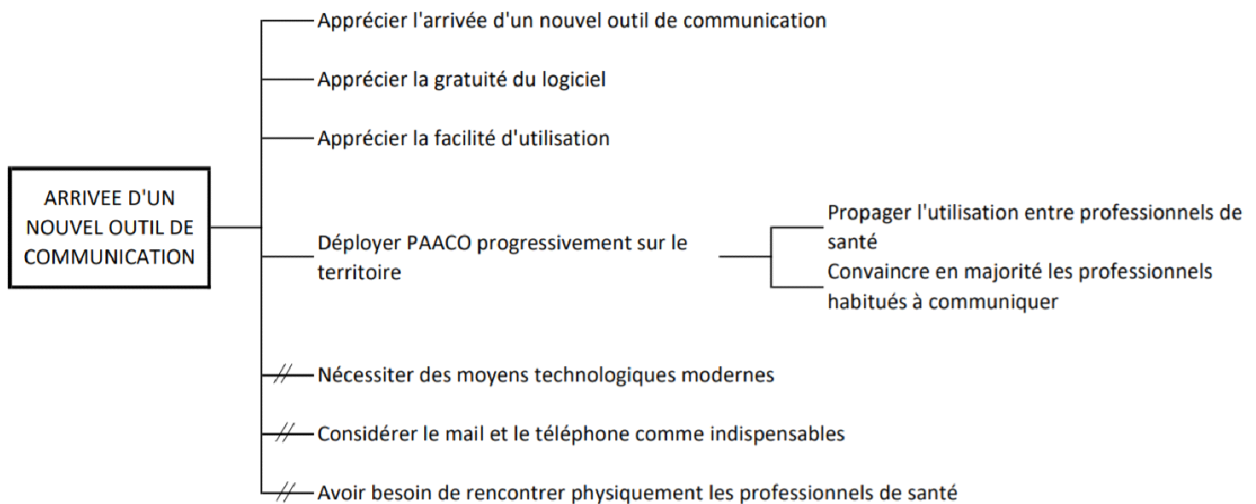 Apprécier l'arrivée d'un nouvel outil de communication
Apprécier la gratuité du logiciel
Apprécier la facilité d'utilisation
ARRIVEE D'UN
NOUVEL OUTIL DE
COMMUNICATION
Déployer PAACO progressivement sur le
territoire
Propager l'utilisation entre professionnels de
santé
Convaincre en majorité les professionnels
habitués à communiquer
Nécessiter des moyens technologiques modernes
Considérer le mail et le téléphone comme indispensables
Avoir besoin de rencontrer physiquement les professionnels de santé